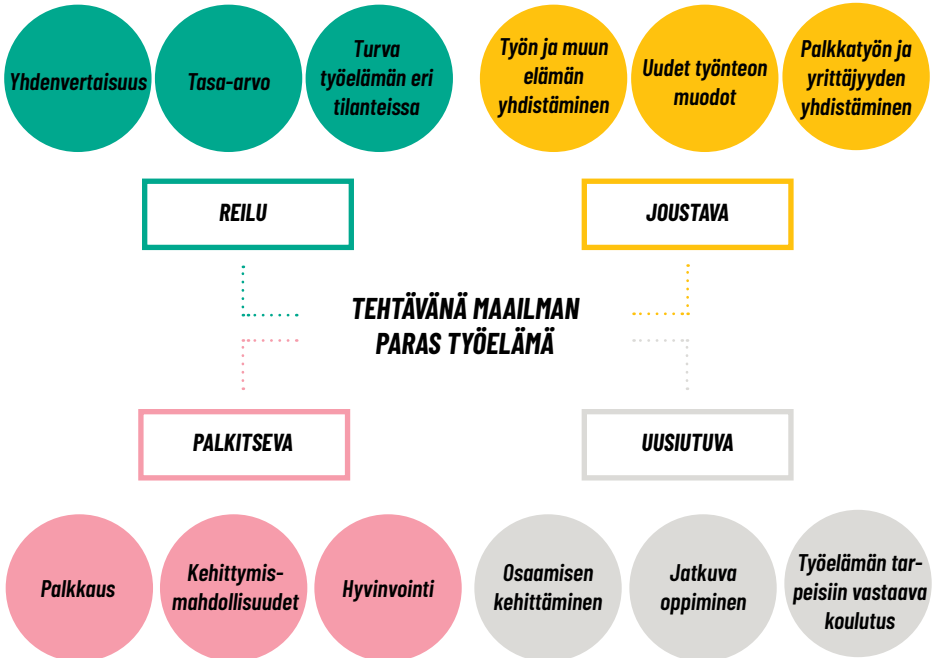 Yhdenvertaisuus
Tasa-arvo
Turva
työelämän eri
tilanteissa
Työn ja muun
elämän
yhdistäminen
Uudet työnteon
muodot
Palkkatyön ja
yrittäjyyden
yhdistäminen
REILU
JOUSTAVA
TEHTÄVÄNÄ MAAILMAN
PARAS TYÖELÄMÄ
PALKITSEVA
UUSIUTUVA
Palkkaus
Kehittymis-
mahdollisuudet
Hyvinvointi
Osaamisen
kehittäminen
Jatkuva
oppiminen
Työelämän tar-
peisiin vastaava
koulutus